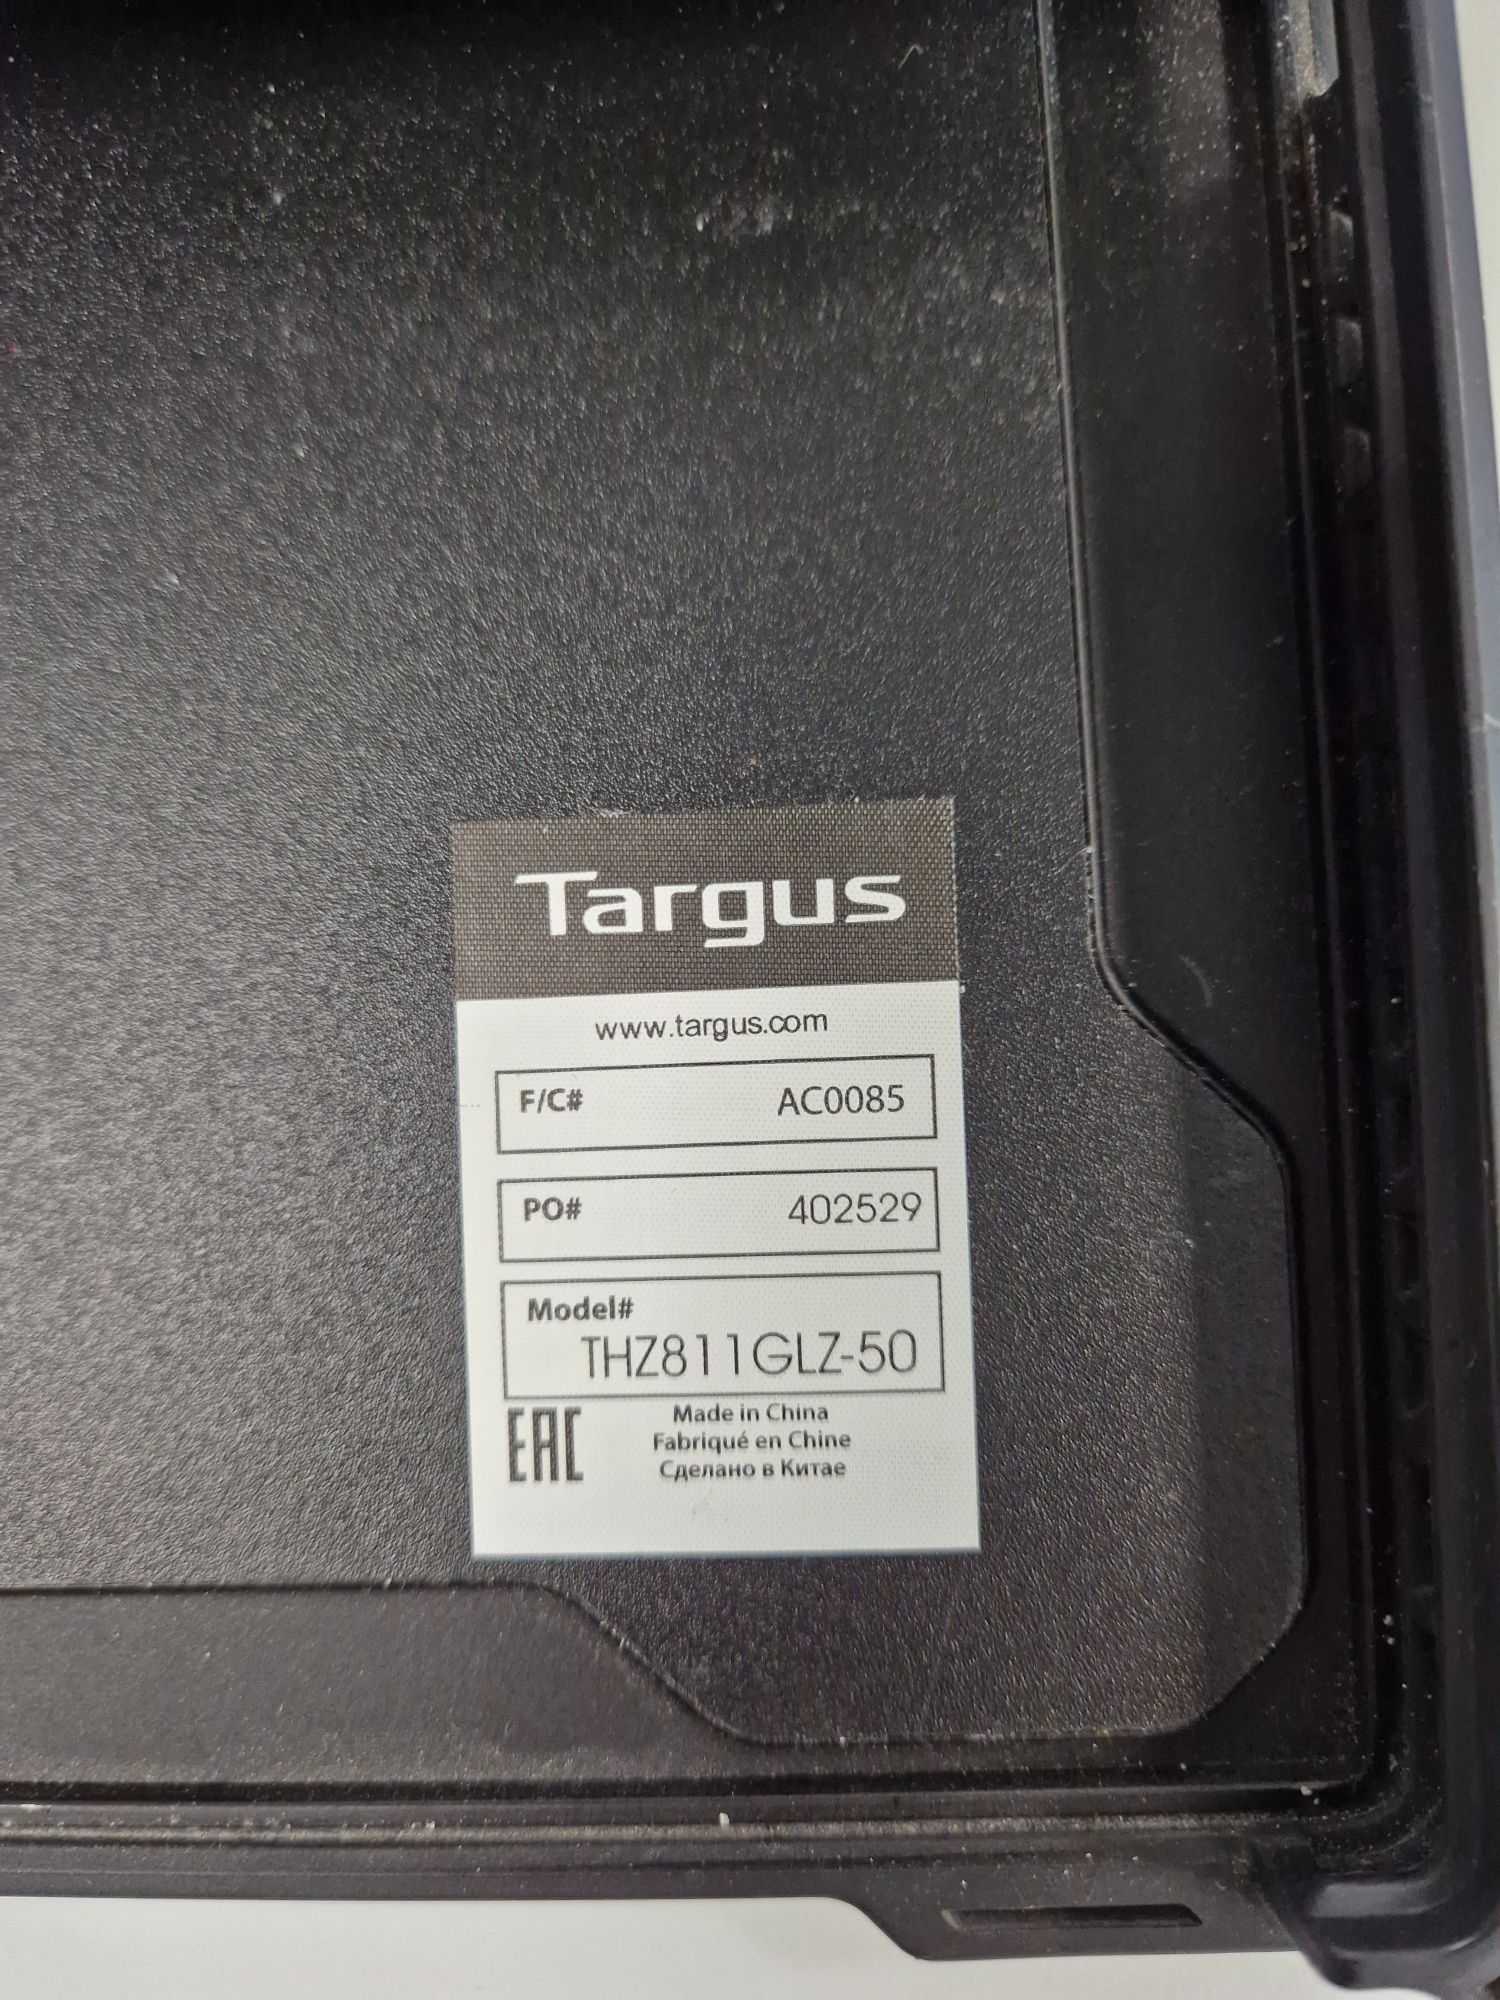 Targus
www.targus.com
F/C# AC0085
PO# 402529
Model#
THZ811GLZ-50
EAC
Made in China
Fabriqué en Chine
Сделано в Китае